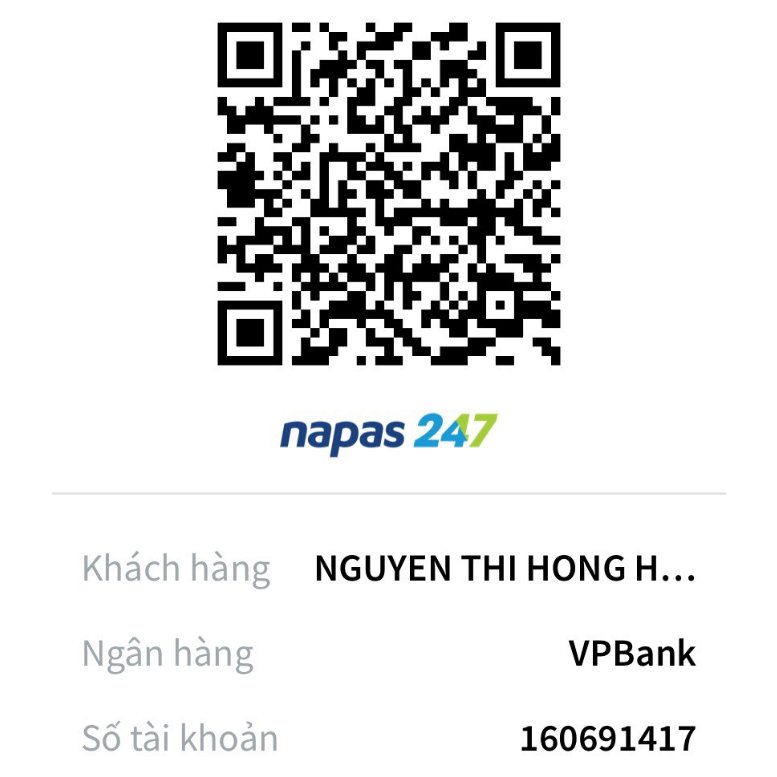 napas 247
Khách hàng NGUYEN THI HONG H...
Ngân hàng VPBank
Số tài khoản 160691417